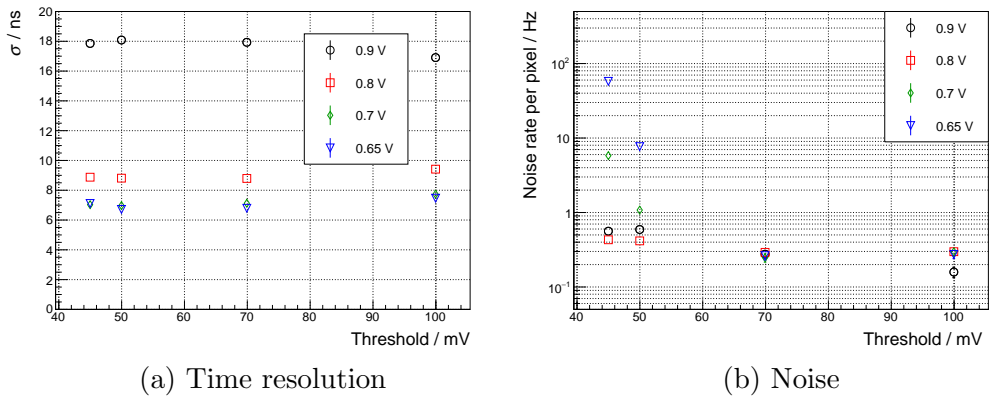 σ / ns
20
18
16
14
12
10
8
6
4
2
0
40 50 60 70 80 90 100
Threshold / mV
0.9 V
0.8 V
0.7 V
0.65 V
(a) Time resolution
Noise rate per pixel / Hz
10²
10
1
10⁻¹
40 50 60 70 80 90 100
Threshold / mV
0.9 V
0.8 V
0.7 V
0.65 V
(b) Noise